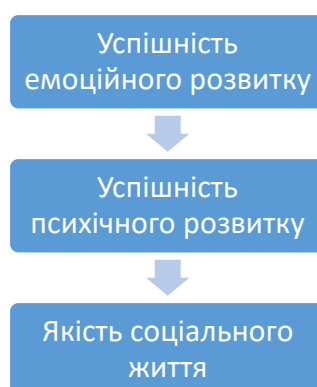 Успішність
емоційного розвитку
Успішність
психічного розвитку
Якість соціального
життя